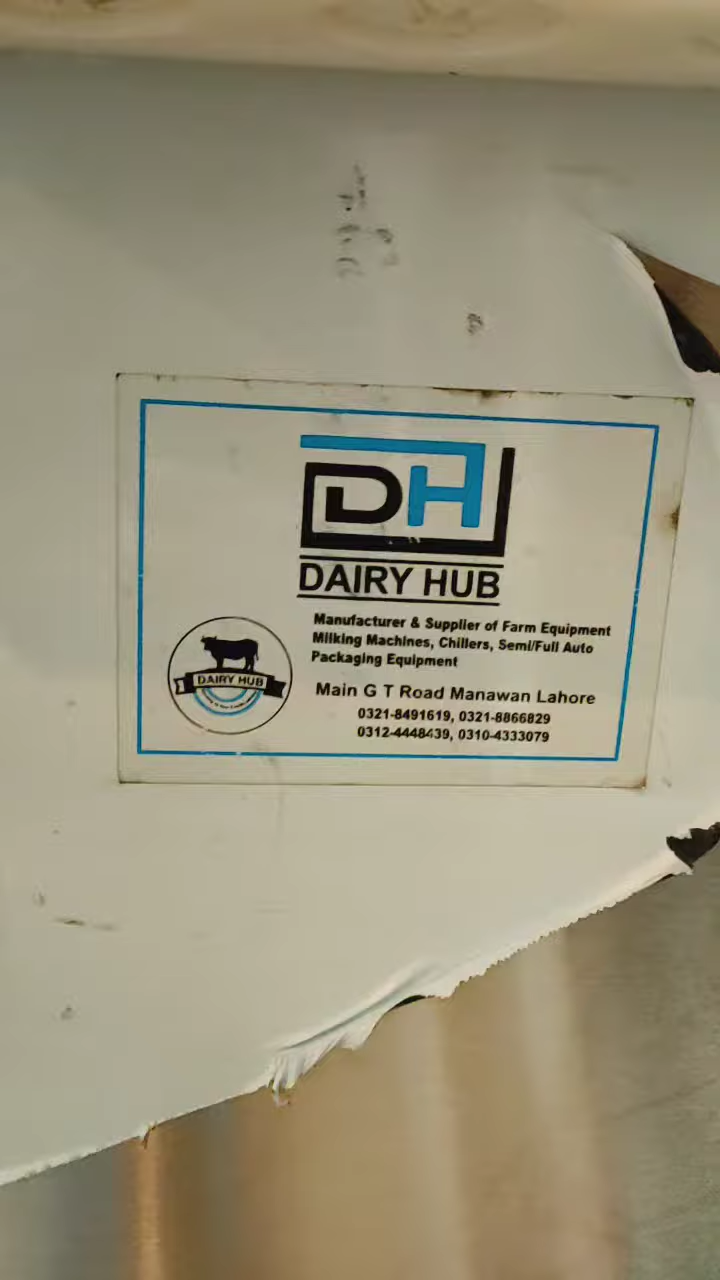 DH
DAIRY HUB
Manufacturer & Supplier of Farm Equipment
Milking Machines, Chillers, Semi/Full Auto
Packaging Equipment
DAIRY HUB
Main G T Road Manawan Lahore
0321-8491619, 0321-8866829
0312-4448439, 0310-4333079